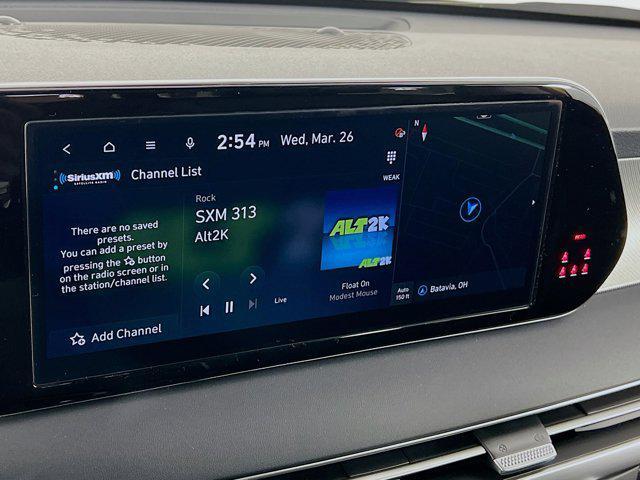 2:54 PM Wed, Mar. 26
((SiriusXM))
SATELLITE RADIO
Channel List
WEAK
There are no saved
presets.
You can add a preset by
pressing the button
on the radio screen or in
the station/channel list.
Add Channel
Rock
SXM 313
Alt2K
Live
ALT2K
ALT2K
Float On
Modest Mouse
N
Auto
150 ft
Batavia, OH